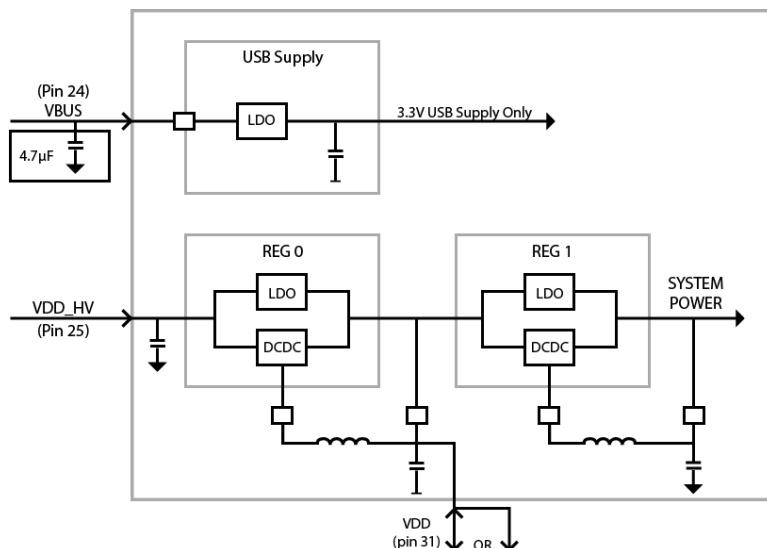 USB Supply
(Pin 24)
VBUS
LDO
3.3V USB Supply Only
4.7µF
REG 0
REG 1
LDO
LDO
SYSTEM
POWER
VDD_HV
(Pin 25)
DCDC
DCDC
VDD
(pin 31)
OR